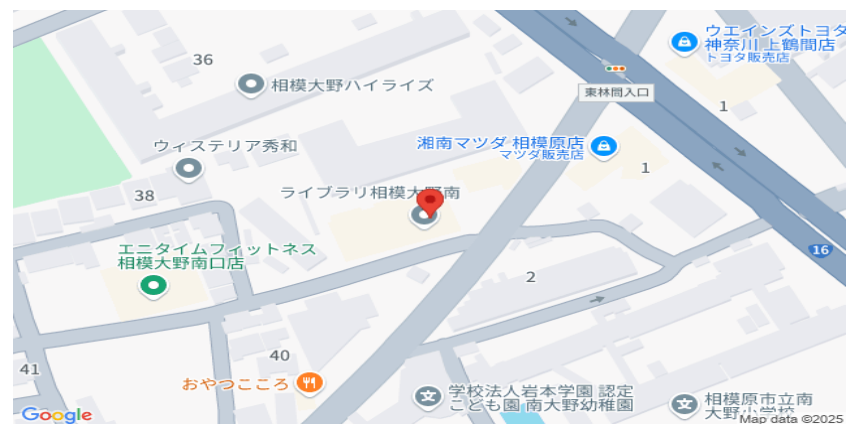 ウエインズトヨタ
神奈川 上鶴間店
トヨタ販売店
36
相模大野ハイライズ
東林間入口
1
湘南マツダ 相模原店
マツダ販売店
ウィステリア秀和
1
38
ライブラリ相模大野南
エニタイムフィットネス
相模大野南口店
16
2
40
41
おやつこころ
学校法人岩本学園 認定
こども園 南大野幼稚園
相模原市立南
大野小学校
Google
Map data ©2025